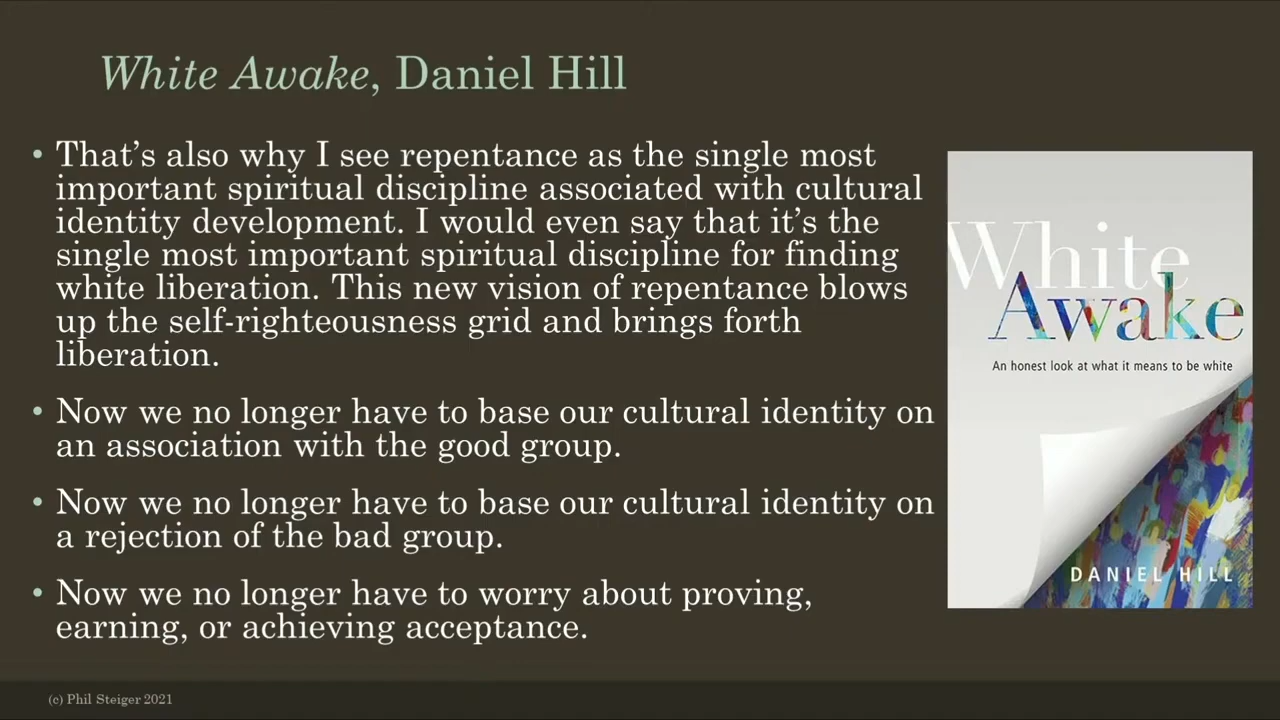 White Awake, Daniel Hill
• That’s also why I see repentance as the single most
important spiritual discipline associated with cultural
identity development. I would even say that it’s the
single most important spiritual discipline for finding
white liberation. This new vision of repentance blows
up the self-righteousness grid and brings forth
liberation.
• Now we no longer have to base our cultural identity on
an association with the good group.
• Now we no longer have to base our cultural identity on
a rejection of the bad group.
• Now we no longer have to worry about proving,
earning, or achieving acceptance.
White
Awake
An honest look at what it means to be white
DANIEL HILL
(c) Phil Steiger 2021